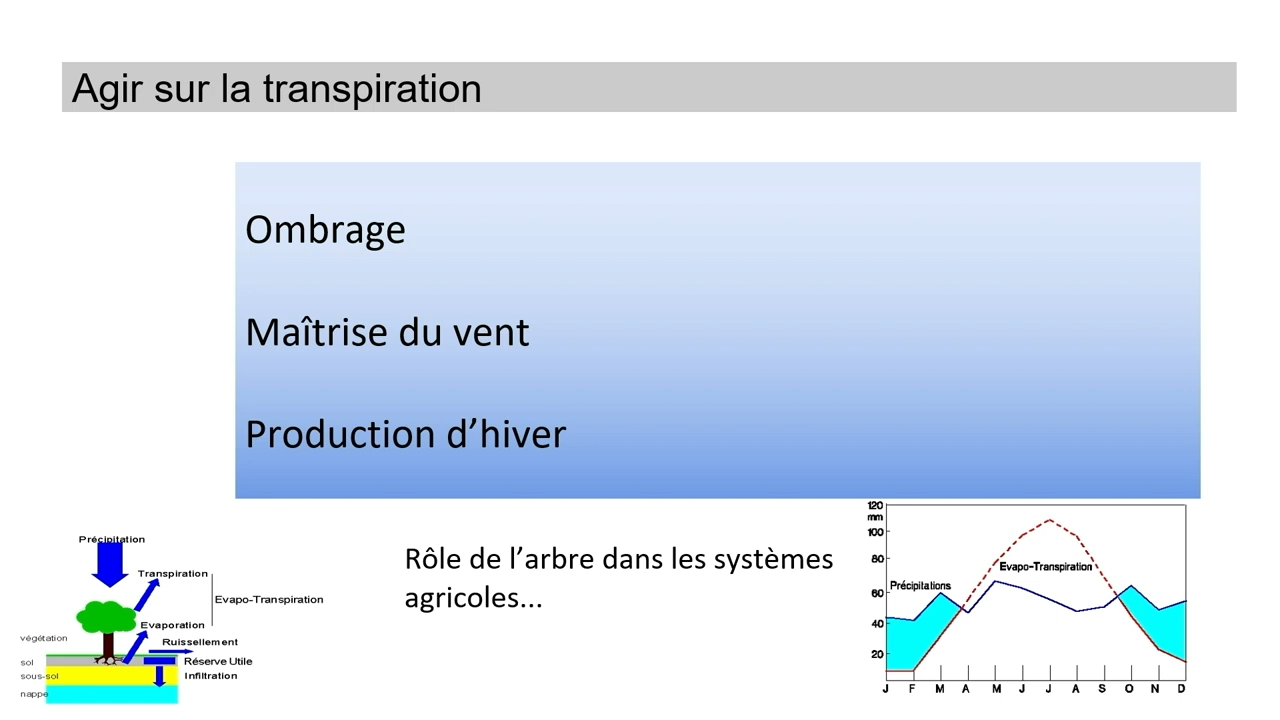 Agir sur la transpiration
Ombrage
Maîtrise du vent
Production d’hiver
Rôle de l’arbre dans les systèmes
agricoles...
Précipitation
Transpiration
Evapo-Transpiration
Evaporation
Ruissellement
végétation
sol
Réserve Utile
sous-sol
Infiltration
nappe
120
mm
100
80
60
40
20
Evapo-Transpiration
Précipitations
J F M A M J J A S O N D